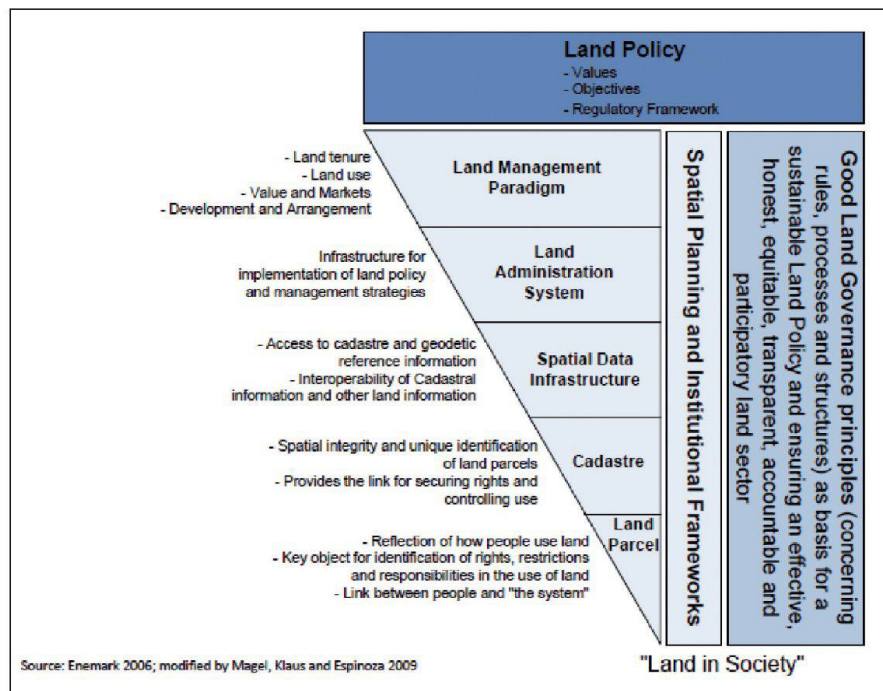 Land Policy
- Values
- Objectives
- Regulatory Framework
- Land tenure
- Land use
- Value and Markets
- Development and Arrangement
Land Management
Paradigm
Infrastructure for
implementation of land policy
and management strategies
Land
Administration
System
- Access to cadastre and geodetic
reference information
- Interoperability of Cadastral
information and other land information
Spatial Data
Infrastructure
- Spatial integrity and unique identification
of land parcels
- Provides the link for securing rights and
controlling use
Cadastre
- Reflection of how people use land
- Key object for identification of rights, restrictions
and responsibilities in the use of land
- Link between people and "the system"
Land
Parcel
Spatial Planning and Institutional Frameworks
Good Land Governance principles (concerning
rules, processes and structures) as basis for a
sustainable Land Policy and ensuring an effective,
honest, equitable, transparent, accountable and
participatory land sector
Source: Enemark 2006; modified by Magel, Klaus and Espinoza 2009
"Land in Society"